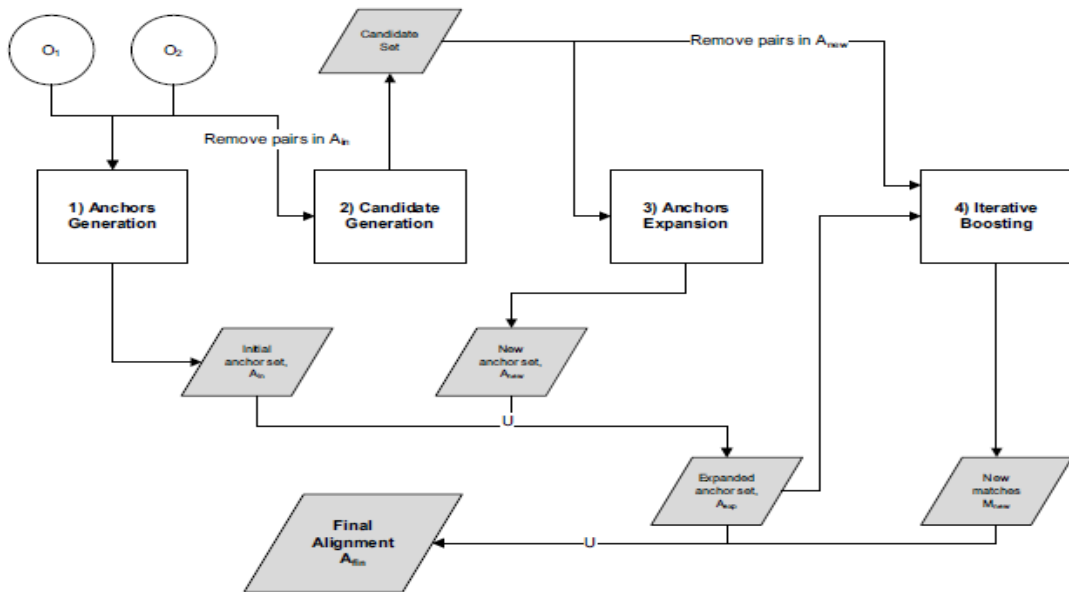 O₁
O₂
Candidate
Set
Remove pairs in Aₙₑw
Remove pairs in Aᵢₙ
1) Anchors
Generation
2) Candidate
Generation
3) Anchors
Expansion
4) Iterative
Boosting
Initial
anchor set,
Aᵢₙ
New
anchor set,
Aₙₑw
U
Expanded
anchor set,
Aₑₓₚ
New
matches
Mₙₑw
Final
Alignment
A_fin
U